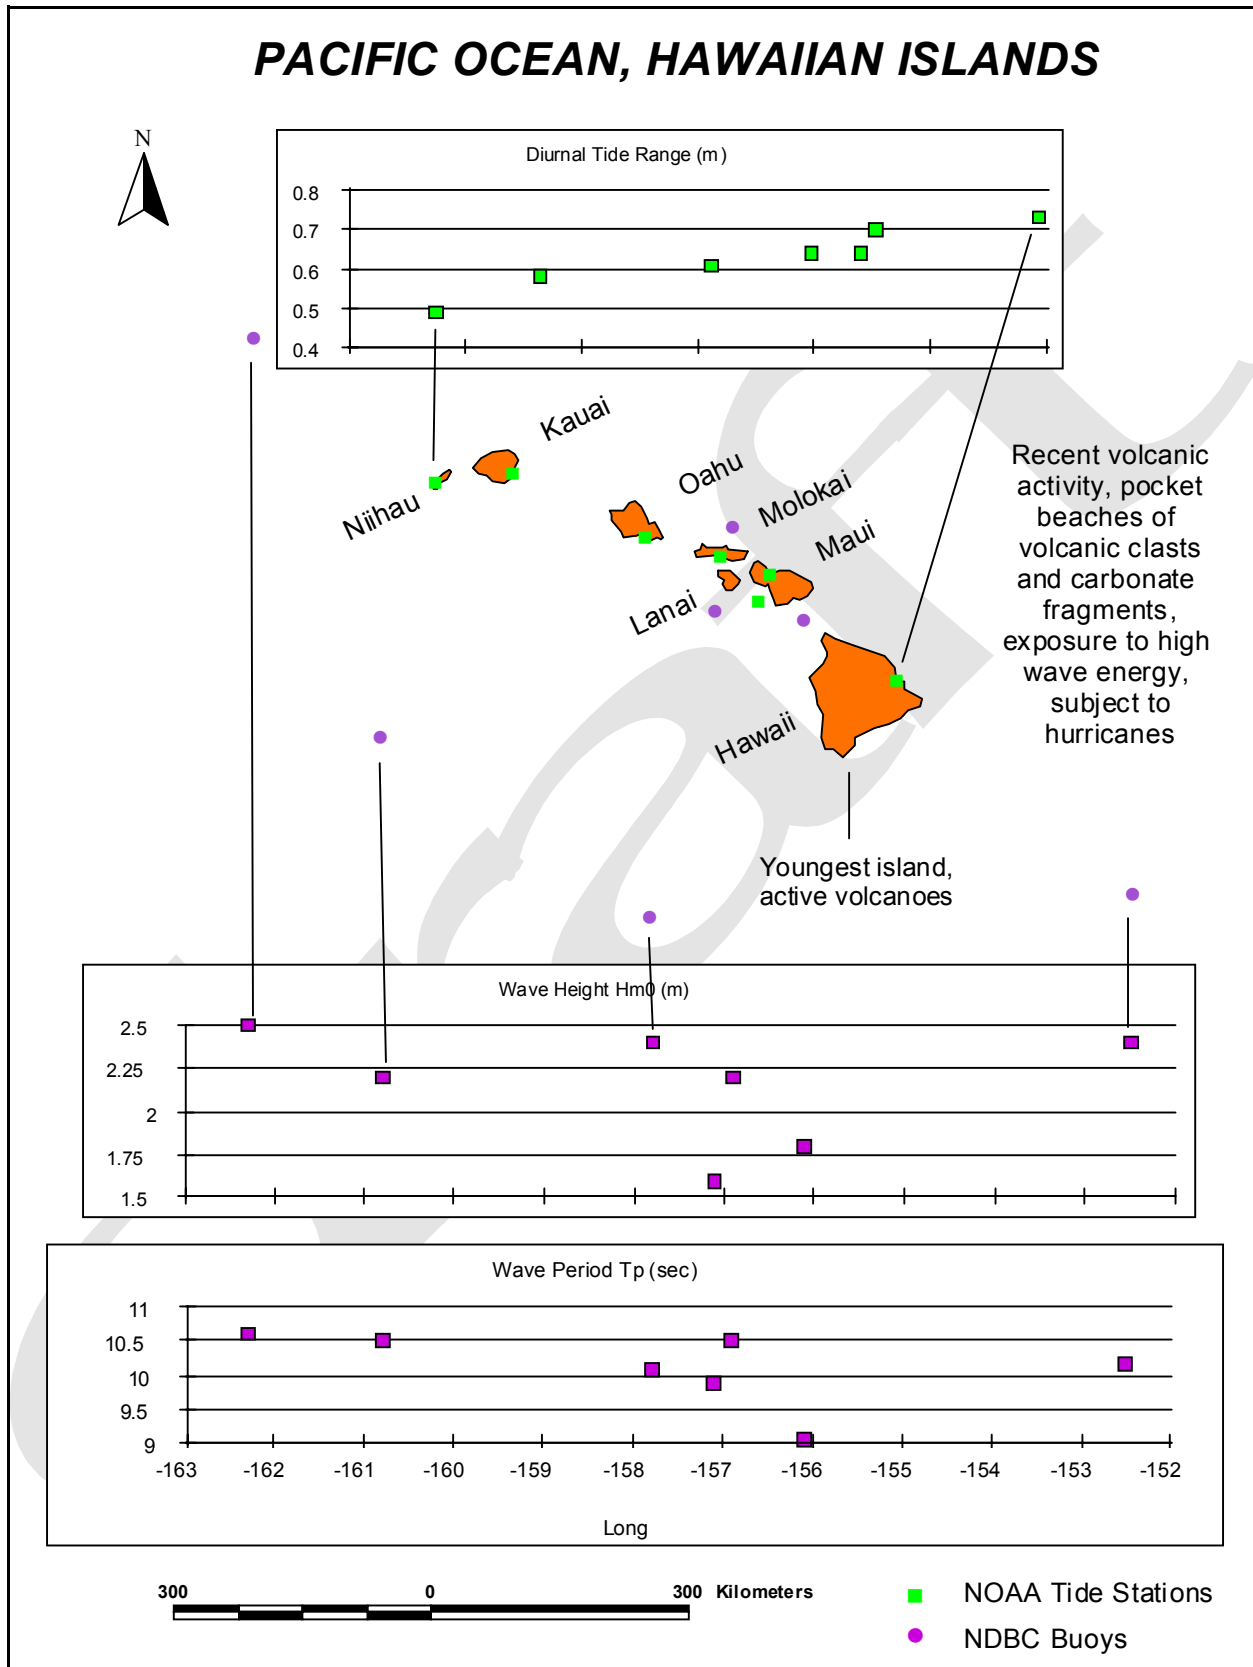 PACIFIC OCEAN, HAWAIIAN ISLANDS
N
Diurnal Tide Range (m)
0.8
0.7
0.6
0.5
0.4
Kauai
Niihau
Oahu
Molokai
Maui
Lanai
Hawaii
Recent volcanic
activity, pocket
beaches of
volcanic clasts
and carbonate
fragments,
exposure to high
wave energy,
subject to
hurricanes
Youngest island,
active volcanoes
Wave Height Hm0 (m)
2.5
2.25
2
1.75
1.5
Wave Period Tp (sec)
11
10.5
10
9.5
9
-163 -162 -161 -160 -159 -158 -157 -156 -155 -154 -153 -152
Long
300 0 300 Kilometers
NOAA Tide Stations
NDBC Buoys
Draft